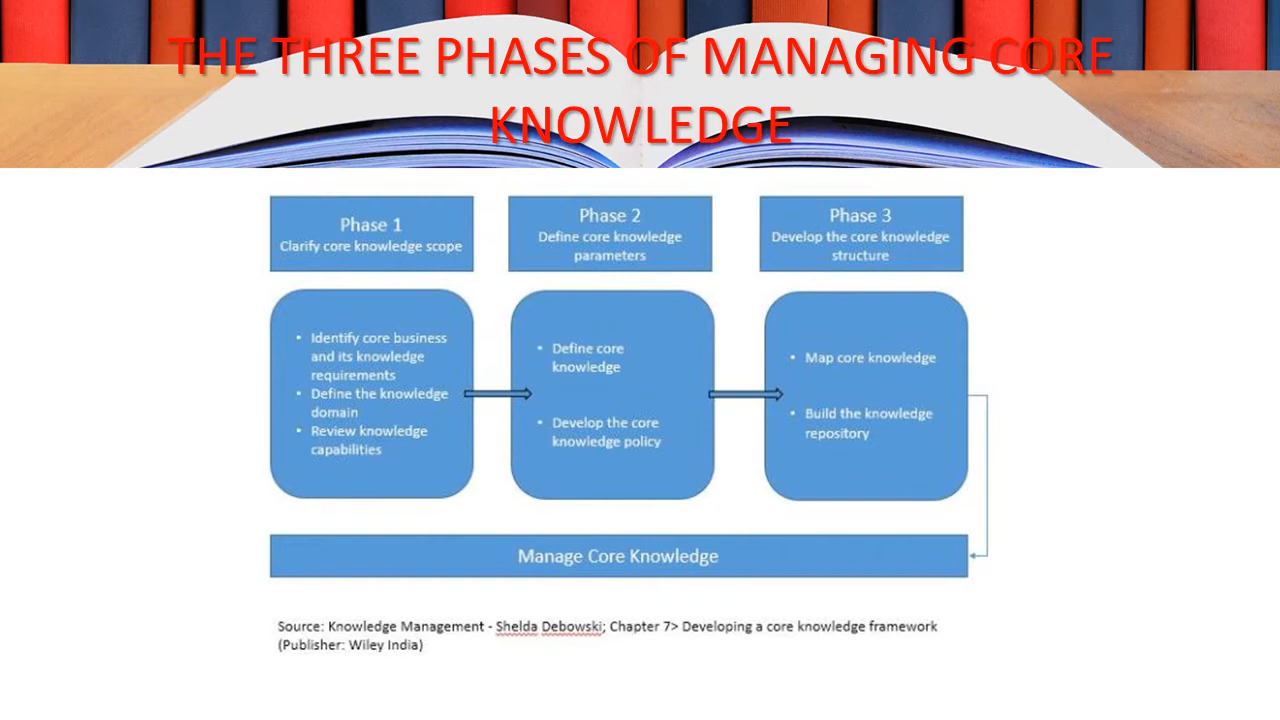 THE THREE PHASES OF MANAGING CORE
KNOWLEDGE
Phase 1
Clarify core knowledge scope
Phase 2
Define core knowledge
parameters
Phase 3
Develop the core knowledge
structure
• Identify core business
and its knowledge
requirements
• Define the knowledge
domain
• Review knowledge
capabilities
• Define core
knowledge
• Develop the core
knowledge policy
• Map core knowledge
• Build the knowledge
repository
Manage Core Knowledge
Source: Knowledge Management - Shelda Debowski; Chapter 7> Developing a core knowledge framework
(Publisher: Wiley India)